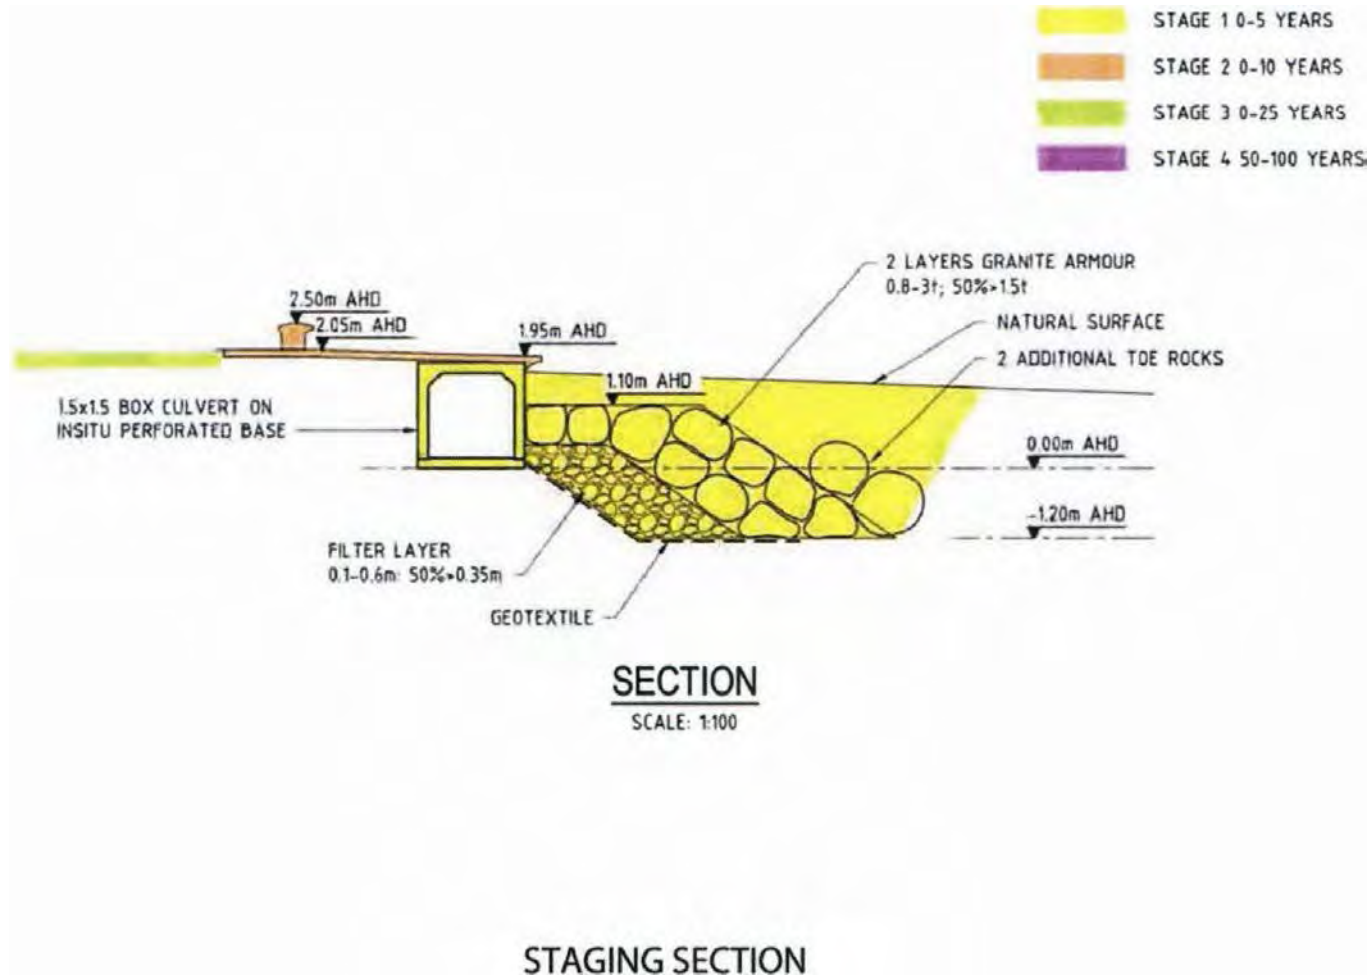 STAGE 1 0-5 YEARS
STAGE 2 0-10 YEARS
STAGE 3 0-25 YEARS
STAGE 4 50-100 YEARS
2 LAYERS GRANITE ARMOUR
0.8-3t; 50%>1.5t
2.50m AHD
2.05m AHD
1.95m AHD
NATURAL SURFACE
2 ADDITIONAL TOE ROCKS
1.10m AHD
1.5x1.5 BOX CULVERT ON
INSITU PERFORATED BASE
0.00m AHD
-1.20m AHD
FILTER LAYER
0.1-0.6m: 50%>0.35m
GEOTEXTILE
SECTION
SCALE: 1:100
STAGING SECTION